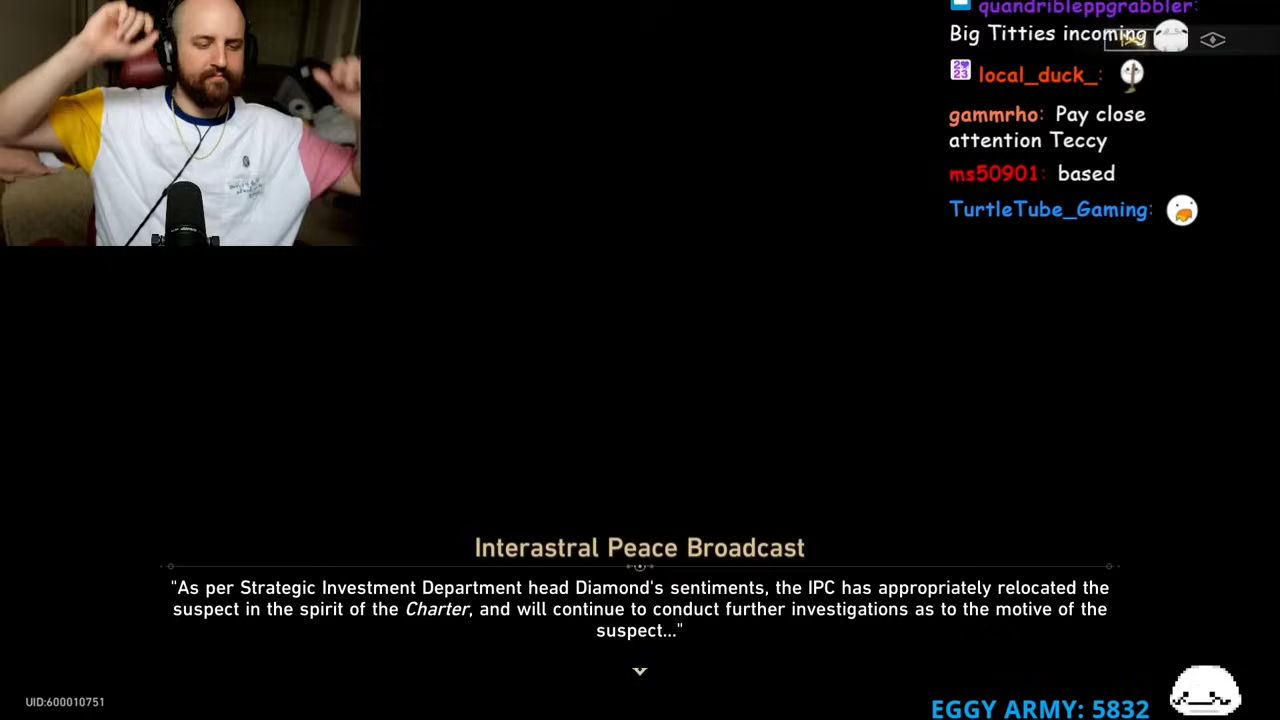 quandribleppgrabbler:
Big Titties incoming
local_duck_:
gammrho: Pay close
attention Teccy
ms50901: based
TurtleTube_Gaming:
Interastral Peace Broadcast
"As per Strategic Investment Department head Diamond's sentiments, the IPC has appropriately relocated the
suspect in the spirit of the Charter, and will continue to conduct further investigations as to the motive of the
suspect..."
UID:600010751
EGGY ARMY: 5832